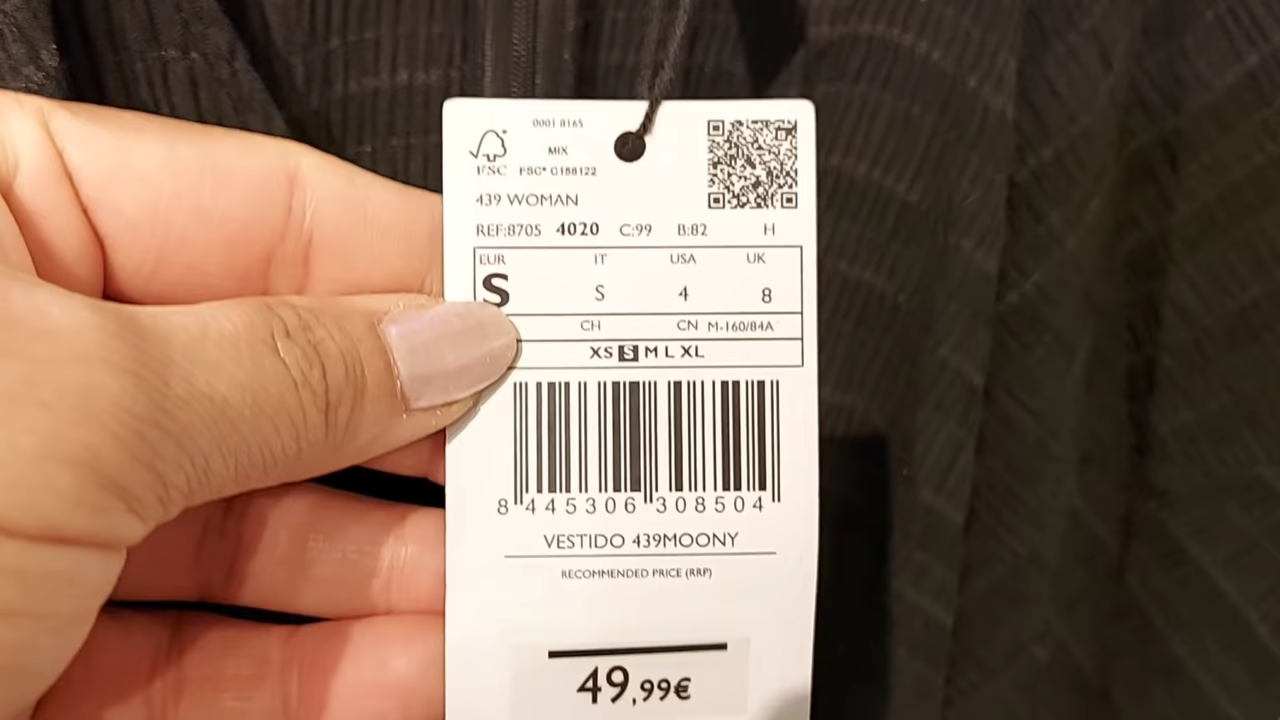 0001 8165
MIX
FSC FSC® C188122
439 WOMAN
REF:8705 4020 C:99 B:82 H
EUR IT USA UK
S S 4 8
CH CN M-160/84A
XS S M L XL
8 445306 308504
VESTIDO 439MOONY
RECOMMENDED PRICE (RRP)
49,99€